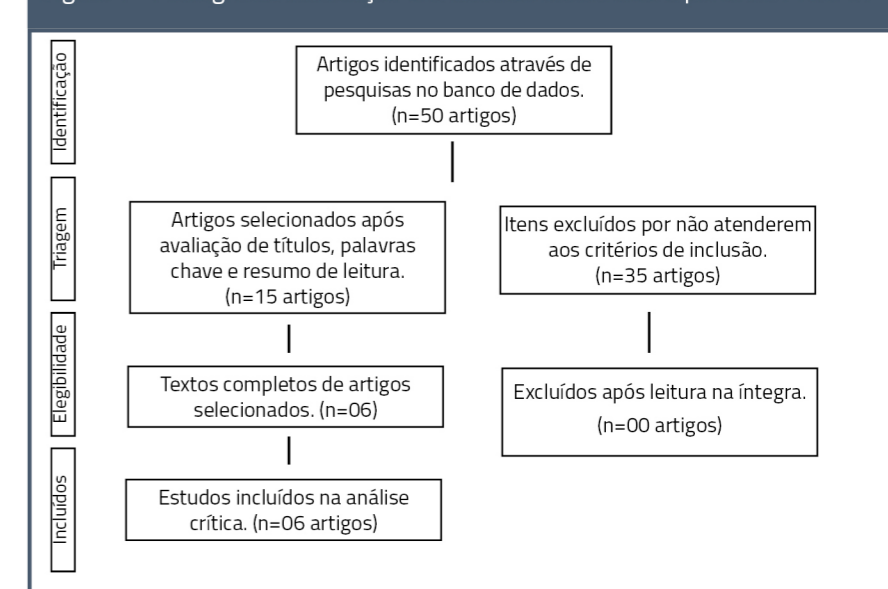 Identificação
Artigos identificados através de
pesquisas no banco de dados.
(n=50 artigos)
Triagem
Artigos selecionados após
avaliação de títulos, palavras
chave e resumo de leitura.
(n=15 artigos)
Itens excluídos por não atenderem
aos critérios de inclusão.
(n=35 artigos)
Elegibilidade
Textos completos de artigos
selecionados. (n=06)
Excluídos após leitura na íntegra.
(n=00 artigos)
Incluídos
Estudos incluídos na análise
crítica. (n=06 artigos)